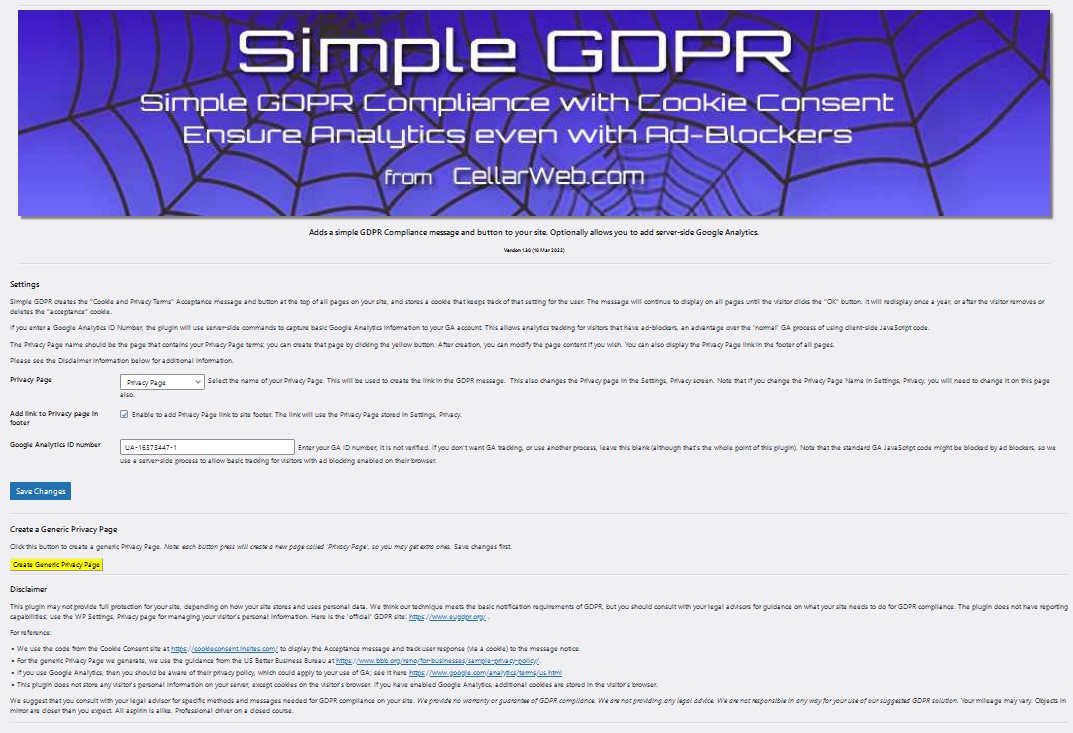 Simple GDPR
Simple GDPR Compliance with Cookie Consent
Ensure Analytics even with Ad-Blockers
from CellarWeb.com
Adds a simple GDPR Compliance message and button to your site. Optionally allows you to add server-side Google Analytics.
Version 1.30 (10 Mar 2022)
Settings
Simple GDPR creates the "Cookie and Privacy Terms" Acceptance message and button at the top of all pages on your site, and stores a cookie that keeps track of that setting for the user. The message will continue to display on all pages until the visitor clicks the "OK" button. It will redisplay once a year, or after the visitor removes or
deletes the "acceptance" cookie.
If you enter a Google Analytics ID Number, the plugin will use server-side commands to capture basic Google Analytics information to your GA account. This allows analytics tracking for visitors that have ad-blockers, an advantage over the 'normal' GA process of using client-side JavaScript code.
The Privacy Page name should be the page that contains your Privacy Page terms; you can create that page by clicking the yellow button. After creation, you can modify the page content if you wish. You can also display the Privacy Page link in the footer of all pages.
Please see the Disclaimer information below for additional information.
Privacy Page
Privacy Page
Select the name of your Privacy Page. This will be used to create the link in the GDPR message. This also changes the Privacy page in the Settings, Privacy screen. Note that if you change the Privacy Page Name in Settings, Privacy, you will need to change it on this page
also.
Add link to Privacy page in
footer
Enable to add Privacy Page link to site footer. The link will use the Privacy Page stored in Settings, Privacy.
Google Analytics ID number
UA-16373447-1
Enter your GA ID number; it is not verified. If you don't want GA tracking, or use another process, leave this blank (although that's the whole point of this plugin). Note that the standard GA JavaScript code might be blocked by ad blockers, so we
use a server-side process to allow basic tracking for visitors with ad blocking enabled on their browser.
Save Changes
Create a Generic Privacy Page
Click this button to create a generic Privacy Page. Note: each button press will create a new page called 'Privacy Page', so you may get extra ones. Save changes first.
Create Generic Privacy Page
Disclaimer
This plugin may not provide full protection for your site, depending on how your site stores and uses personal data. We think our technique meets the basic notification requirements of GDPR, but you should consult with your legal advisors for guidance on what your site needs to do for GDPR compliance. The plugin does not have reporting
capabilities; use the WP Settings, Privacy page for managing your visitor's personal information. Here is the 'official' GDPR site: https://www.eugdpr.org/ .
For reference:
• We use the code from the Cookie Consent site at https://cookieconsent.insites.com/ to display the Acceptance message and track user response (via a cookie) to the message notice.
• For the generic Privacy Page we generate, we use the guidance from the US Better Business Bureau at https://www.bbb.org/reno/for-businesses/sample-privacy-policy/.
• If you use Google Analytics, then you should be aware of their privacy policy, which could apply to your use of GA; see it here https://www.google.com/analytics/terms/us.html
• This plugin does not store any visitor's personal information on your server, except cookies on the visitor's browser. If you have enabled Google Analytics, additional cookies are stored in the visitor's browser.
We suggest that you consult with your legal advisor for specific methods and messages needed for GDPR compliance on your site. We provide no warranty or guarantee of GDPR compliance. We are not providing any legal advice. We are not responsible in any way for your use of our suggested GDPR solution. Your mileage may vary. Objects in
mirror are closer than you expect. All aspirin is alike. Professional driver on a closed course.